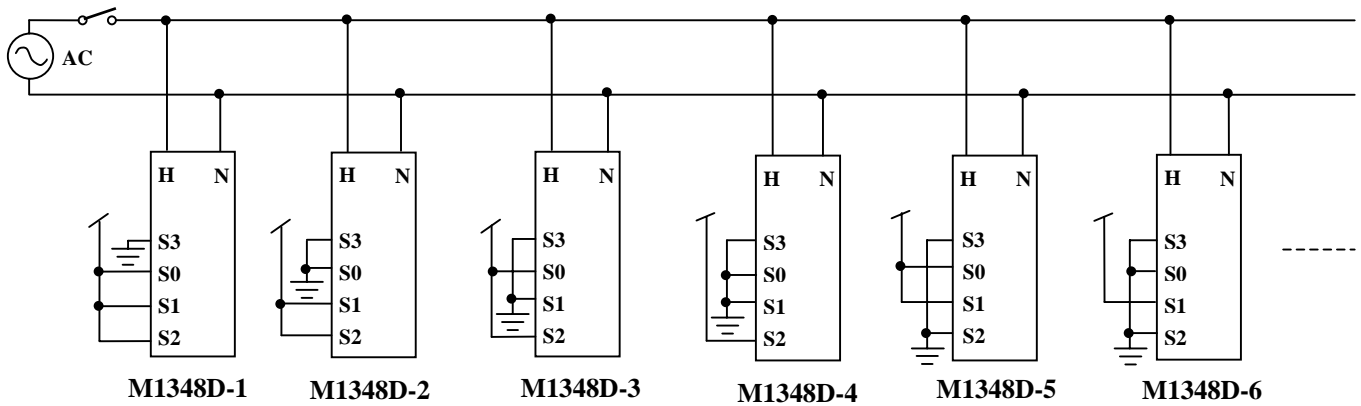 AC
H N
S3
S0
S1
S2
M1348D-1
H N
S3
S0
S1
S2
M1348D-2
H N
S3
S0
S1
S2
M1348D-3
H N
S3
S0
S1
S2
M1348D-4
H N
S3
S0
S1
S2
M1348D-5
H N
S3
S0
S1
S2
M1348D-6